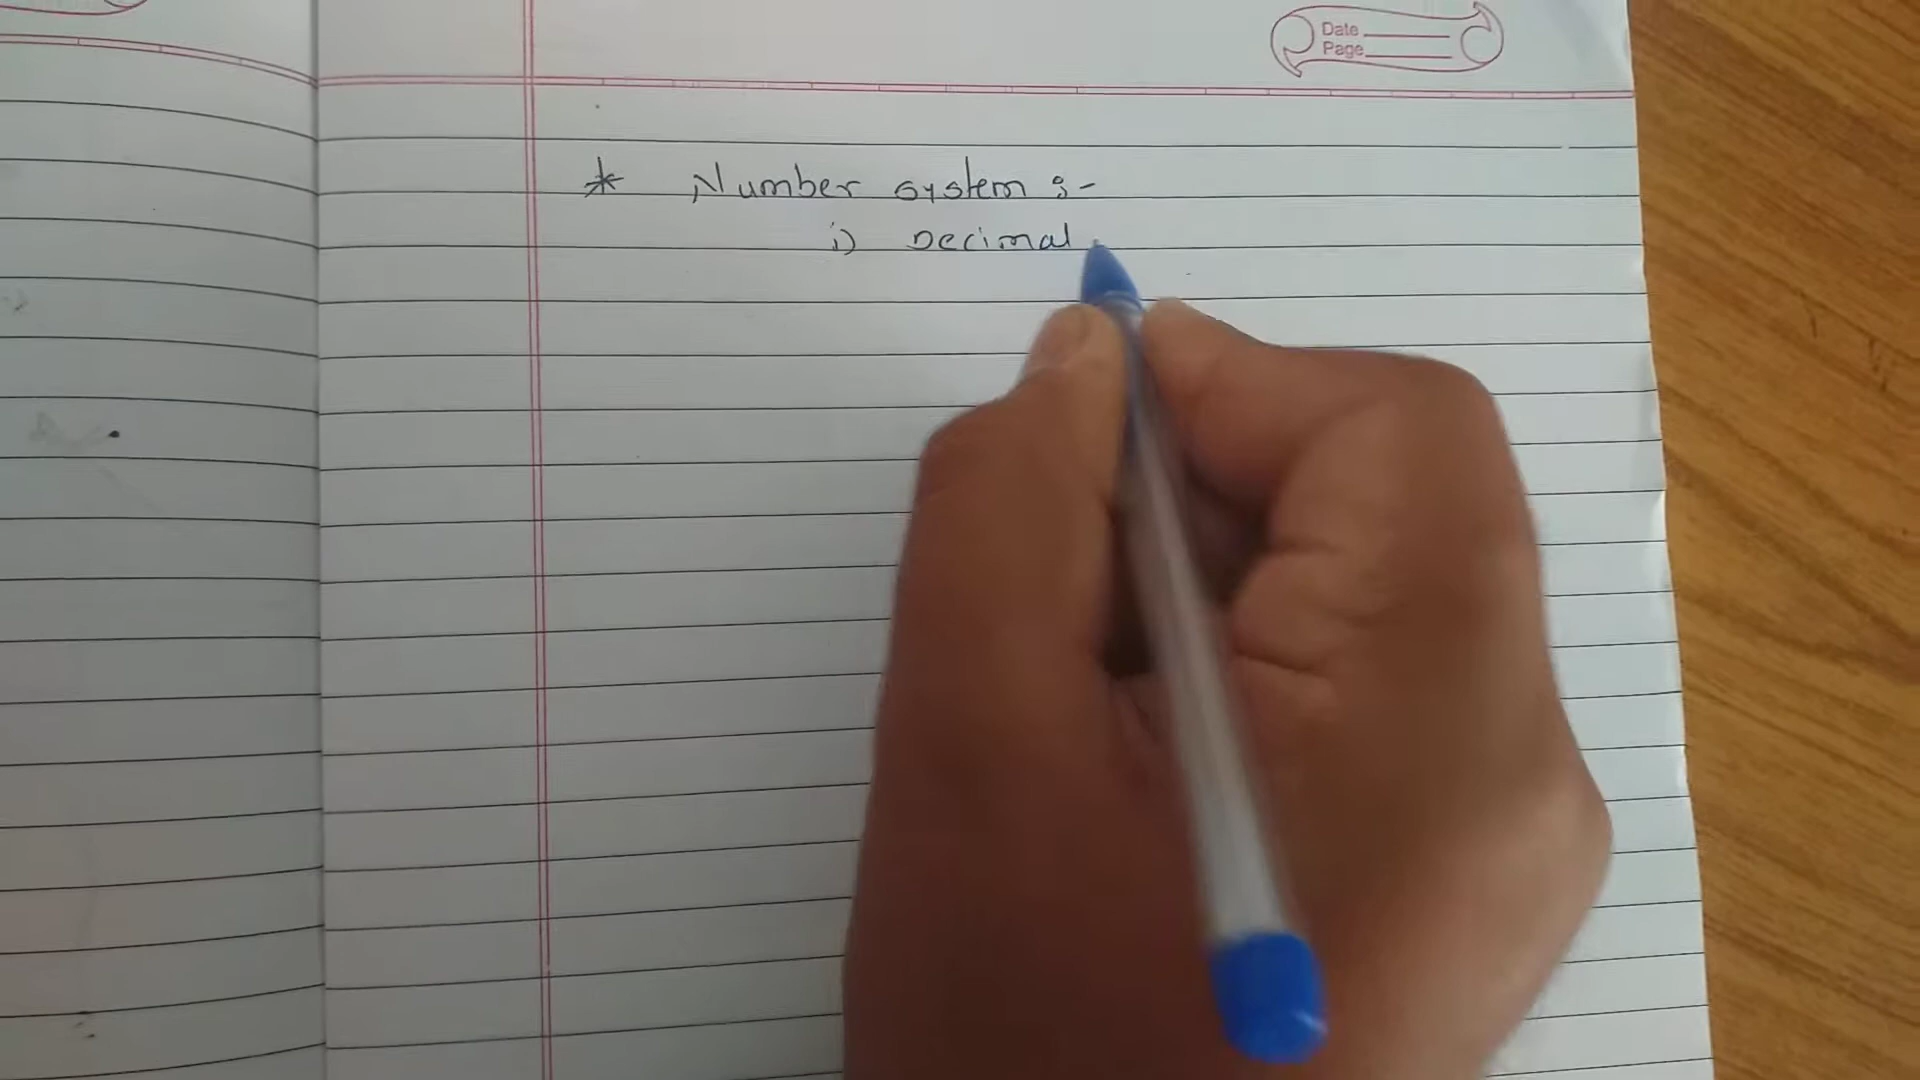 Date
Page
* Number system :-
i) Decimal